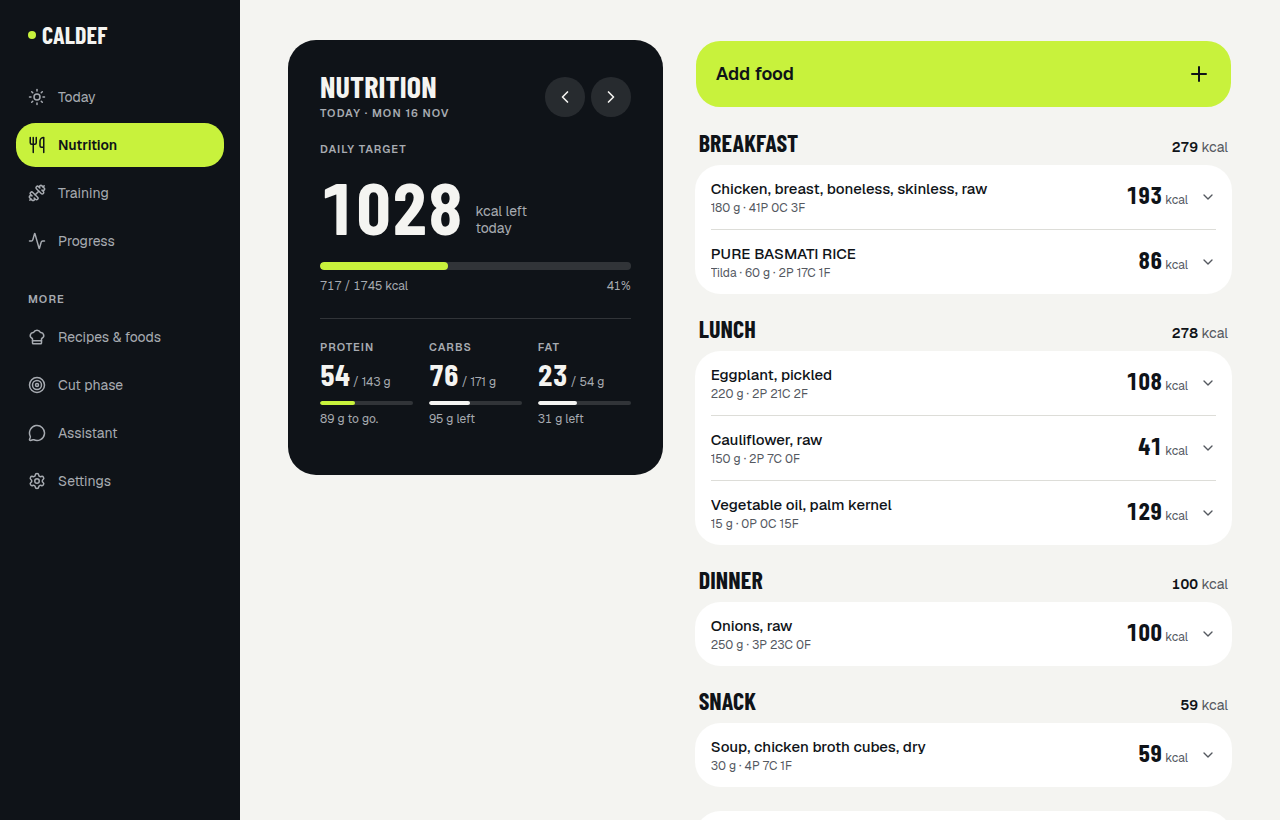 CALDEF
Today
Nutrition
Training
Progress
MORE
Recipes & foods
Cut phase
Assistant
Settings
NUTRITION
TODAY · MON 16 NOV
DAILY TARGET
1028 kcal left today
717 / 1745 kcal 41%
PROTEIN CARBS FAT
54 / 143 g 76 / 171 g 23 / 54 g
89 g to go. 95 g left 31 g left
Add food
BREAKFAST 279 kcal
Chicken, breast, boneless, skinless, raw 193 kcal
180 g · 41P 0C 3F
PURE BASMATI RICE 86 kcal
Tilda · 60 g · 2P 17C 1F
LUNCH 278 kcal
Eggplant, pickled 108 kcal
220 g · 2P 21C 2F
Cauliflower, raw 41 kcal
150 g · 2P 7C 0F
Vegetable oil, palm kernel 129 kcal
15 g · 0P 0C 15F
DINNER 100 kcal
Onions, raw 100 kcal
250 g · 3P 23C 0F
SNACK 59 kcal
Soup, chicken broth cubes, dry 59 kcal
30 g · 4P 7C 1F